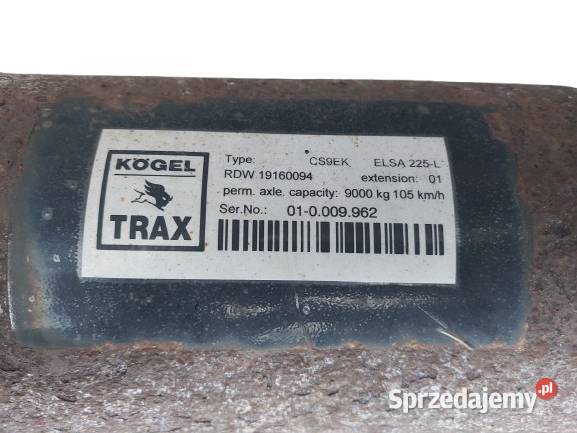 KÖGEL
TRAX
Type: CS9EK ELSA 225-L
RDW 19160094 extension: 01
perm. axle. capacity: 9000 kg 105 km/h
Ser.No.: 01-0.009.962
Sprzedajemy.pl